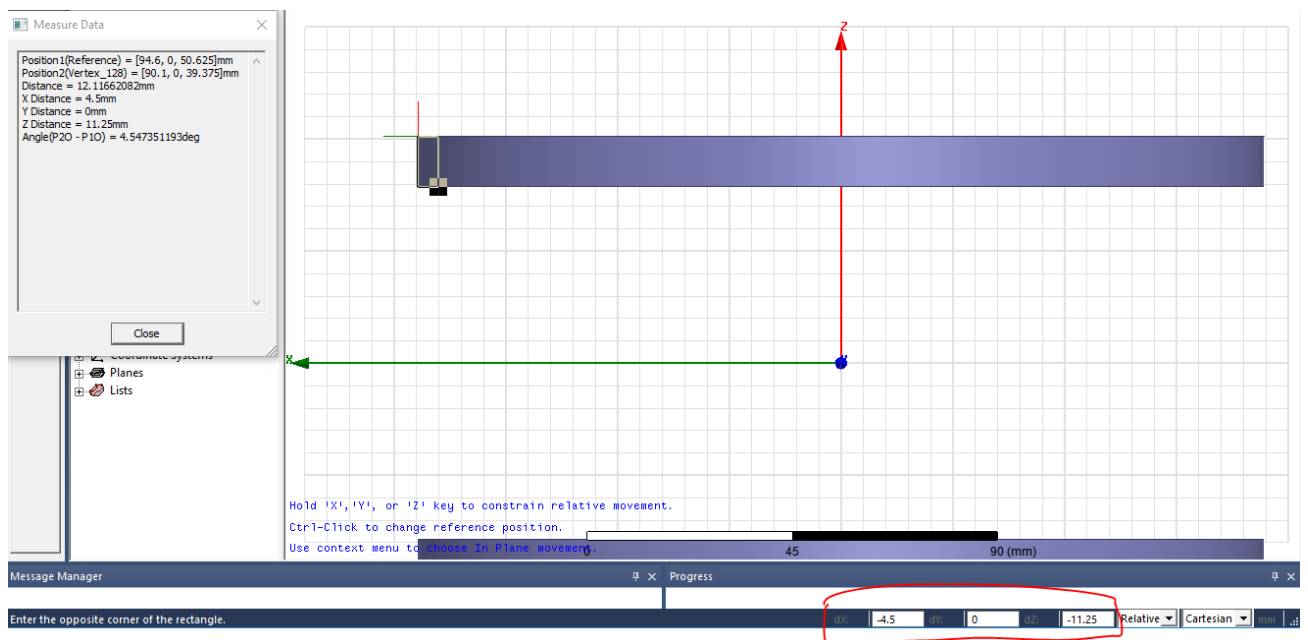 Measure Data
Position1(Reference) = [94.6, 0, 50.625]mm
Position2(Vertex_128) = [90.1, 0, 39.375]mm
Distance = 12.11662082mm
X Distance = 4.5mm
Y Distance = 0mm
Z Distance = 11.25mm
Angle(P2O - P1O) = 4.547351193deg
Close
Coordinate Systems
Planes
Lists
Z
X
Hold 'X','Y', or 'Z' key to constrain relative movement.
Ctrl-Click to change reference position.
Use context menu to choose In Plane movement.
0 45 90 (mm)
Message Manager
Progress
Enter the opposite corner of the rectangle.
dX: -4.5 dY: 0 dZ: -11.25 Relative Cartesian mm